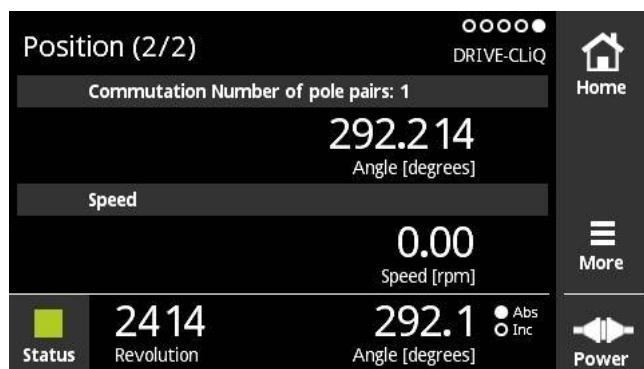 Position (2/2)
DRIVE-CLiQ
Home
Commutation Number of pole pairs: 1
292.214
Angle [degrees]
Speed
0.00
Speed [rpm]
More
2414
292.1
Abs
Inc
Status
Revolution
Angle [degrees]
Power